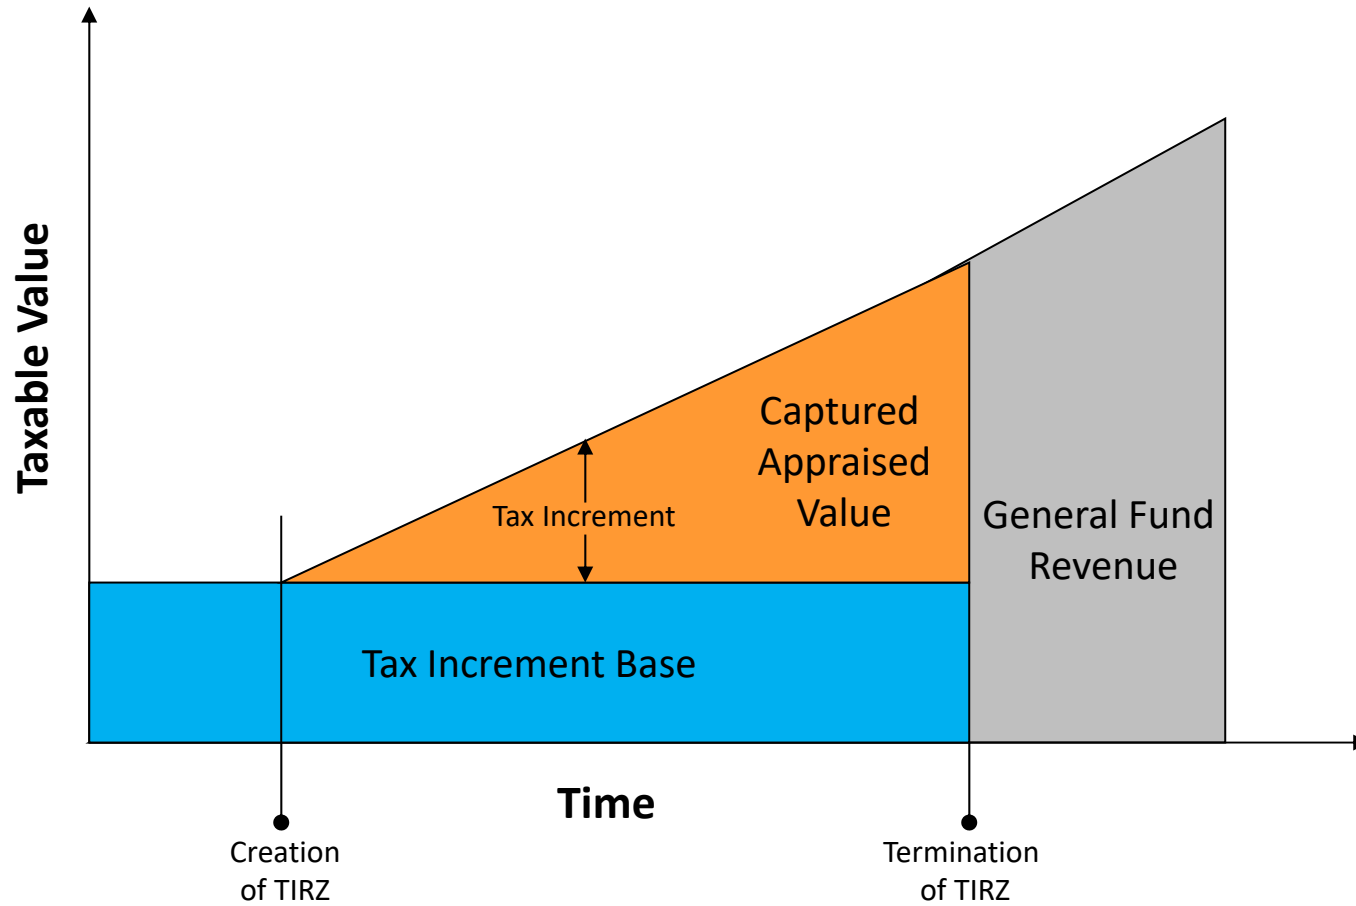 Taxable Value
Captured
Appraised
Value
Tax Increment
General Fund
Revenue
Tax Increment Base
Time
Creation
of TIRZ
Termination
of TIRZ